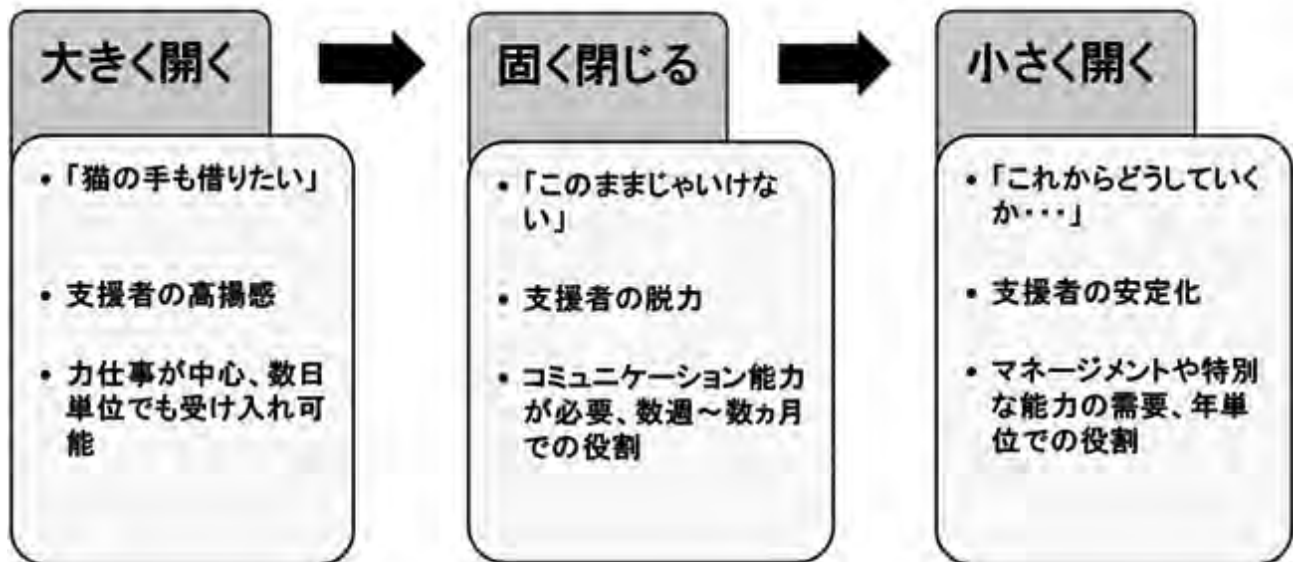 大きく開く
・「猫の手も借りたい」
・支援者の高揚感
・力仕事が中心、数日
単位でも受け入れ可
能
固く閉じる
・「このままじゃいけな
い」
・支援者の脱力
・コミュニケーション能力
が必要、数週～数ヵ月
での役割
小さく開く
・「これからどうしていく
か・・・」
・支援者の安定化
・マネージメントや特別
な能力の需要、年単
位での役割